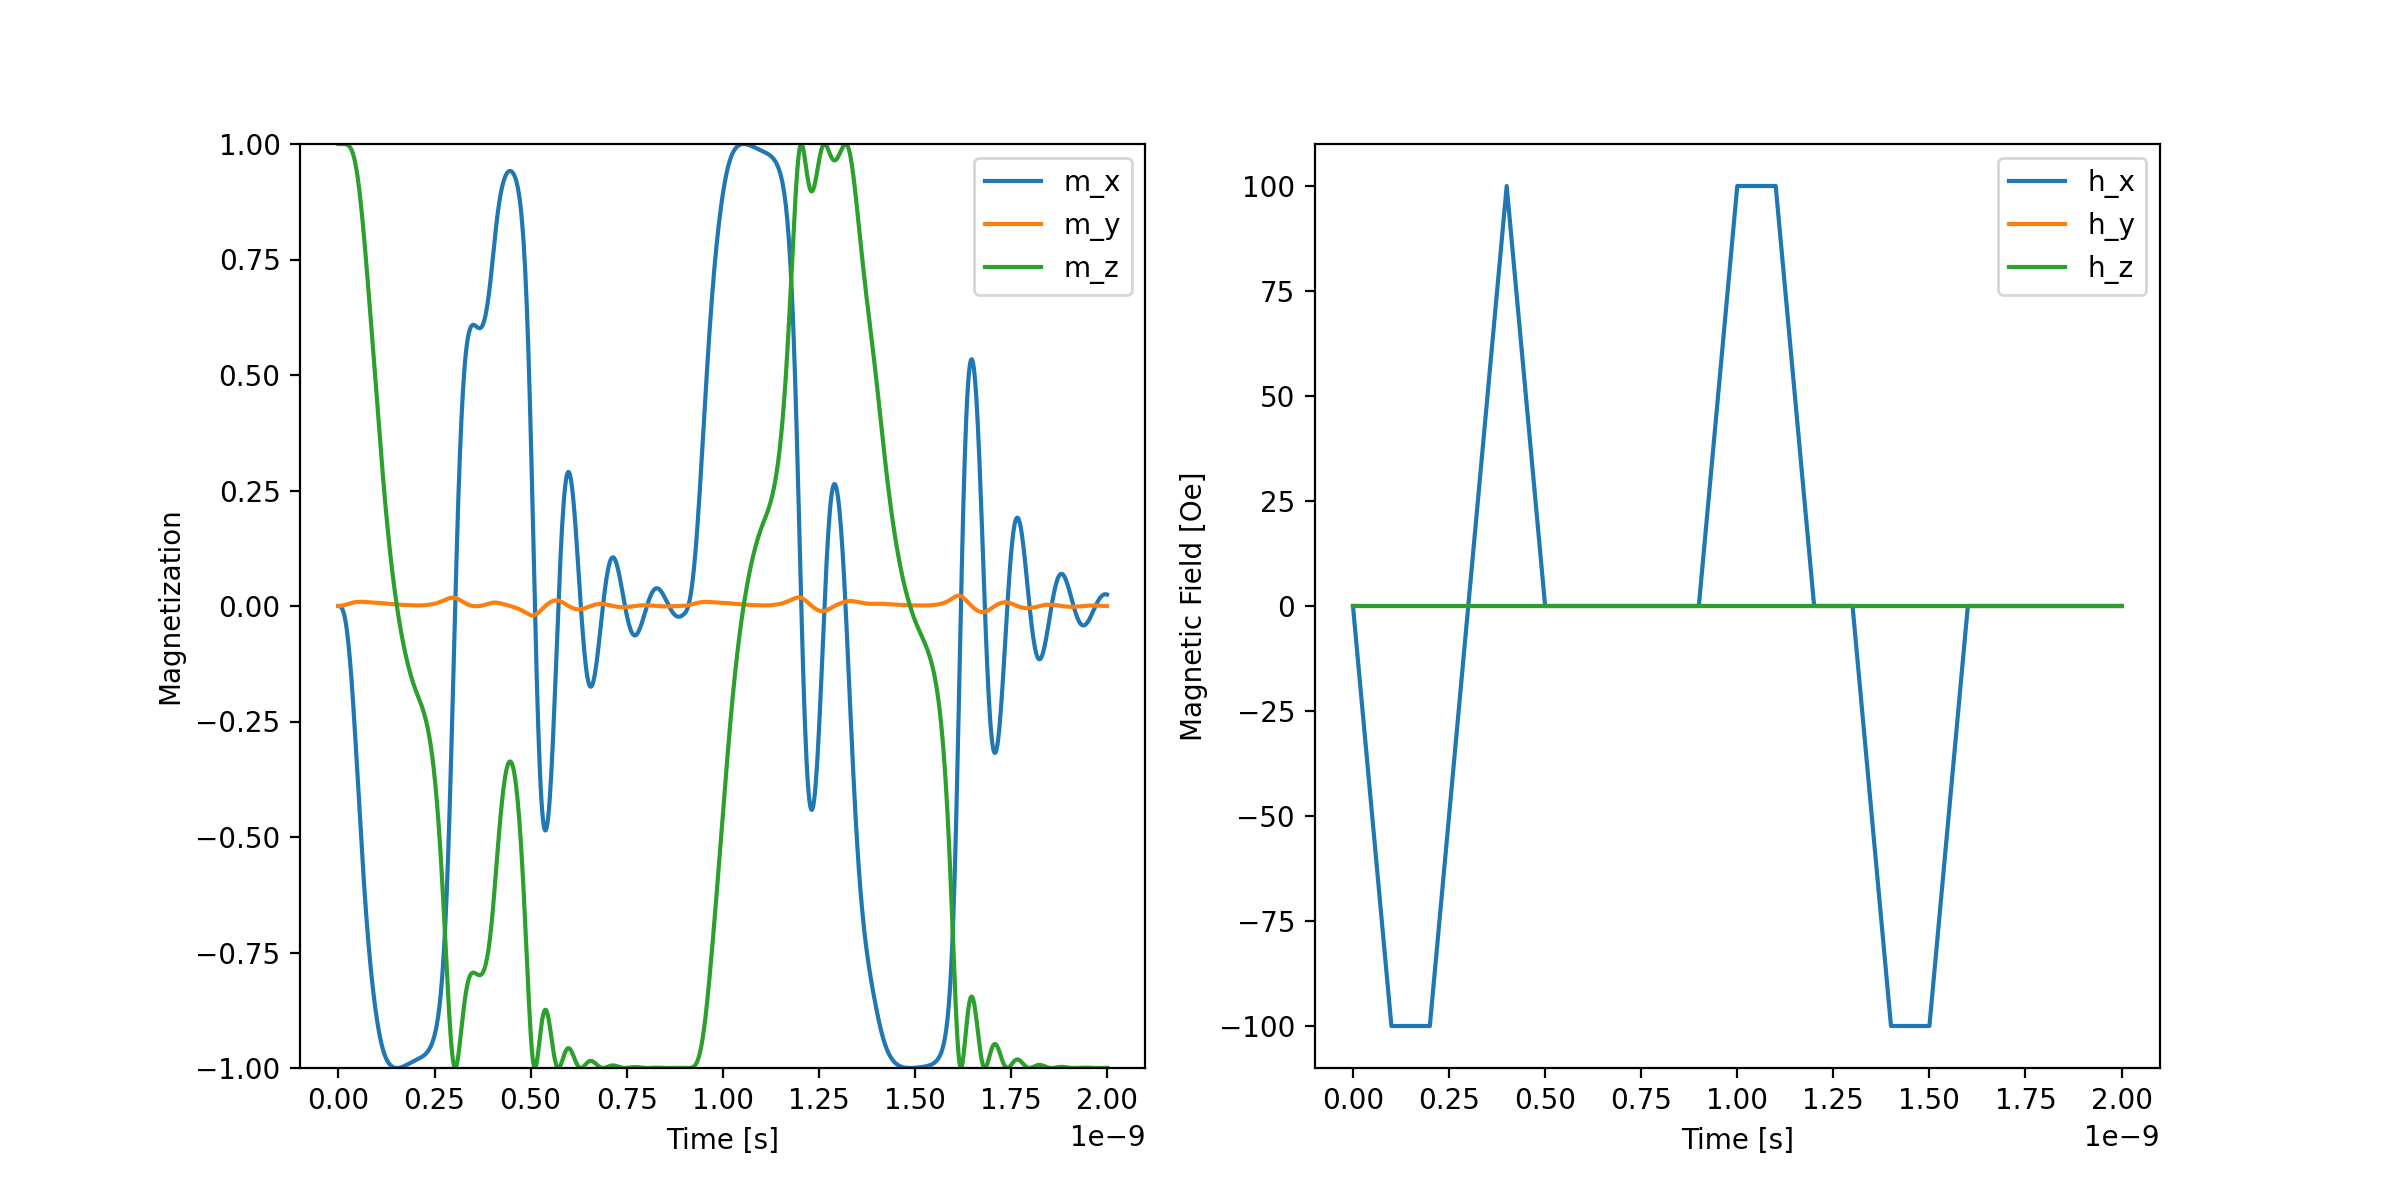 1.00
0.75
0.50
0.25
0.00
−0.25
−0.50
−0.75
−1.00
Magnetization
0.00 0.25 0.50 0.75 1.00 1.25 1.50 1.75 2.00
Time [s]
1e−9
m_x
m_y
m_z
100
75
50
25
0
−25
−50
−75
−100
Magnetic Field [Oe]
0.00 0.25 0.50 0.75 1.00 1.25 1.50 1.75 2.00
Time [s]
1e−9
h_x
h_y
h_z